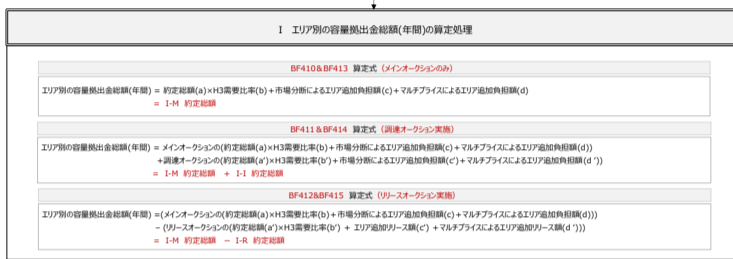 I エリア別の容量拠出金総額(年間)の算定処理
BF410&BF413 算定式 (メインオークションのみ)
エリア別の容量拠出金総額(年間) = 約定総額(a)×H3需要比率(b)+市場分断によるエリア追加負担額(c)+マルチプライスによるエリア追加負担額(d)
= I-M 約定総額
BF411&BF414 算定式 (調達オークション実施)
エリア別の容量拠出金総額(年間) = メインオークションの(約定総額(a)×H3需要比率(b)+市場分断によるエリア追加負担額(c)+マルチプライスによるエリア追加負担額(d))
+調達オークションの(約定総額(a')×H3需要比率(b')+市場分断によるエリア追加負担額(c')+マルチプライスによるエリア追加負担額(d '))
= I-M 約定総額 + I-I 約定総額
BF412&BF415 算定式 (リリースオークション実施)
エリア別の容量拠出金総額(年間) =(メインオークションの(約定総額(a)×H3需要比率(b)+市場分断によるエリア追加負担額(c)+マルチプライスによるエリア追加負担額(d)))
− (リリースオークションの(約定総額(a')×H3需要比率(b') + エリア追加リリース額(c') +マルチプライスによるエリア追加リリース額(d ')))
= I-M 約定総額 − I-R 約定総額